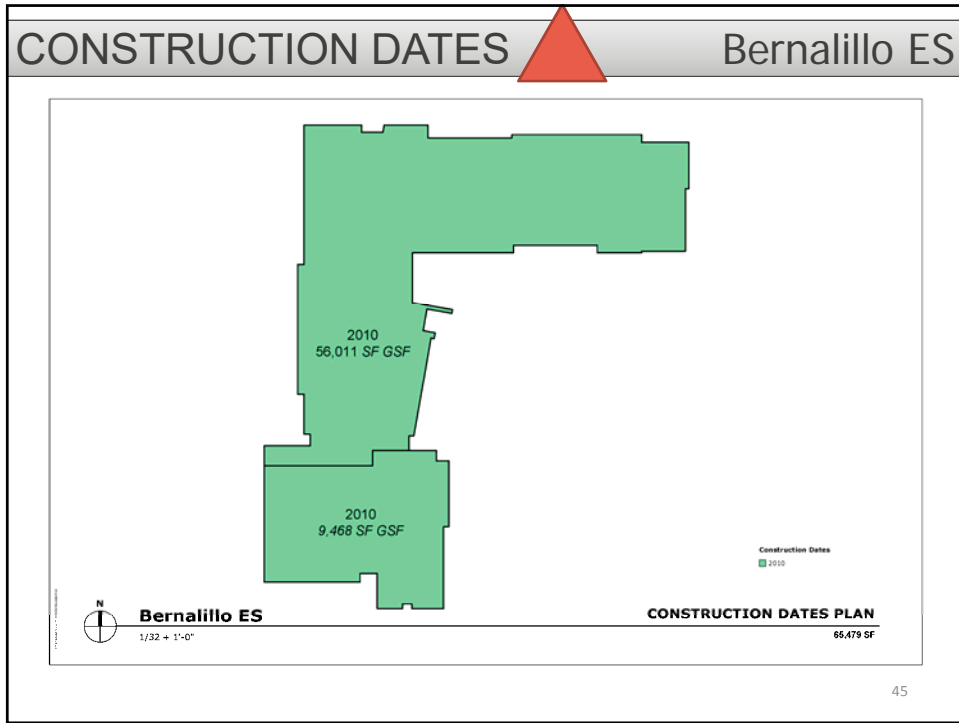 CONSTRUCTION DATES Bernalillo ES
2010
56,011 SF GSF
2010
9,468 SF GSF
Construction Dates
2010
N
Bernalillo ES
CONSTRUCTION DATES PLAN
1/32 + 1'-0"
65,479 SF
45